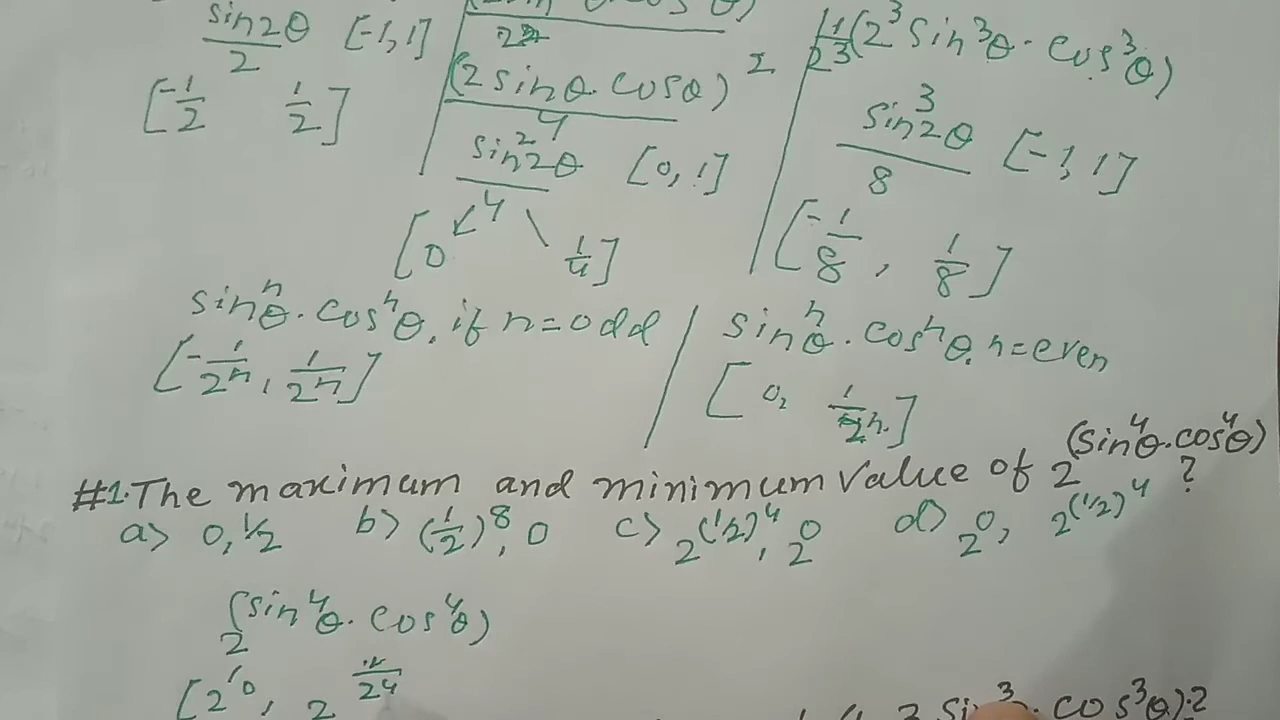 sin2θ/2 [-1, 1]
[-1/2 1/2]
2²
(2 sinθ. cosθ)²
4
sin²2θ/4 [0, 1]
[0 1/4]
1/2³ (2³ sin³θ. cos³θ)
sin³2θ/8 [-1, 1]
[-1/8, 1/8]
sinⁿθ. cosⁿθ. if n=odd
[-1/2ⁿ, 1/2ⁿ]
sinⁿθ. cosⁿθ. n=even
[0, 1/2ⁿ]
#1. The maximum and minimum value of 2^(sin⁴θ.cos⁴θ) ?
a> 0, 1/2 b> (1/2)⁸, 0 c> 2^(1/2)⁴, 2⁰ d> 2⁰, 2^(1/2)⁴
2^(sin⁴θ. cos⁴θ)
[2⁰, 2^
2⁴
sin³. cos³θ).2